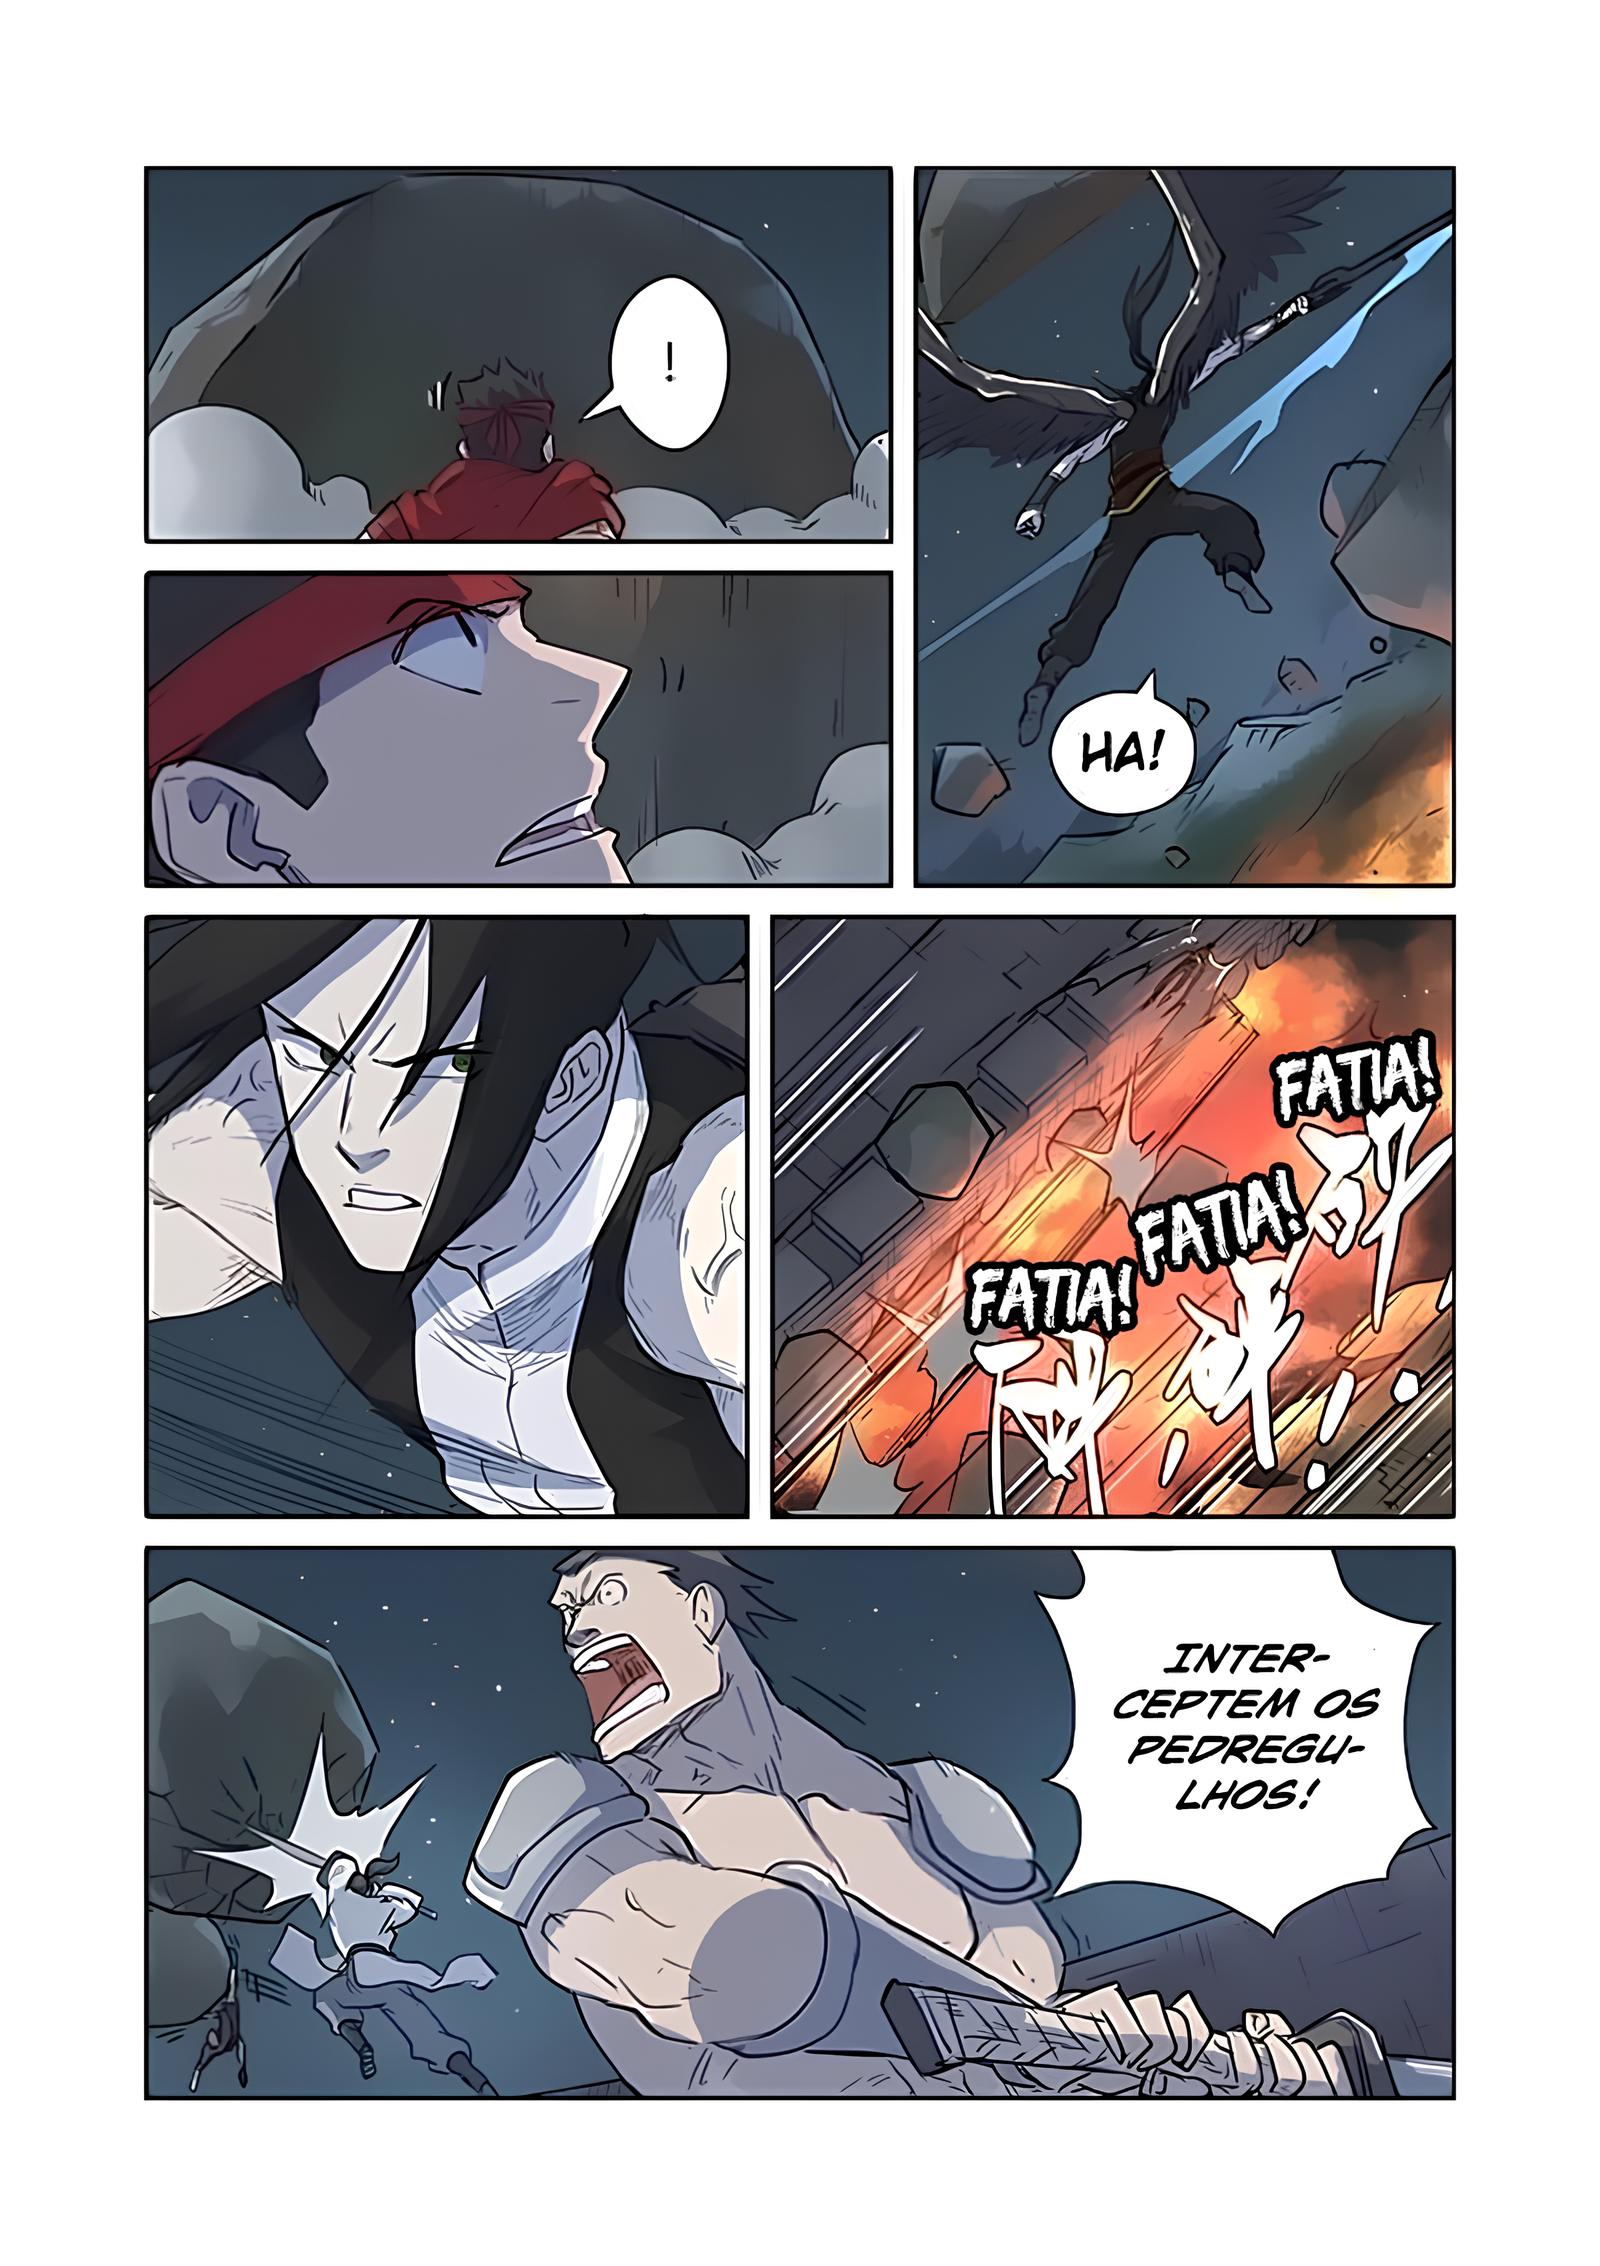 !
HA!
FATIA!
FATIA!
FATIA!
INTER-
CEPTEM OS
PEDREGU-
LHOS!